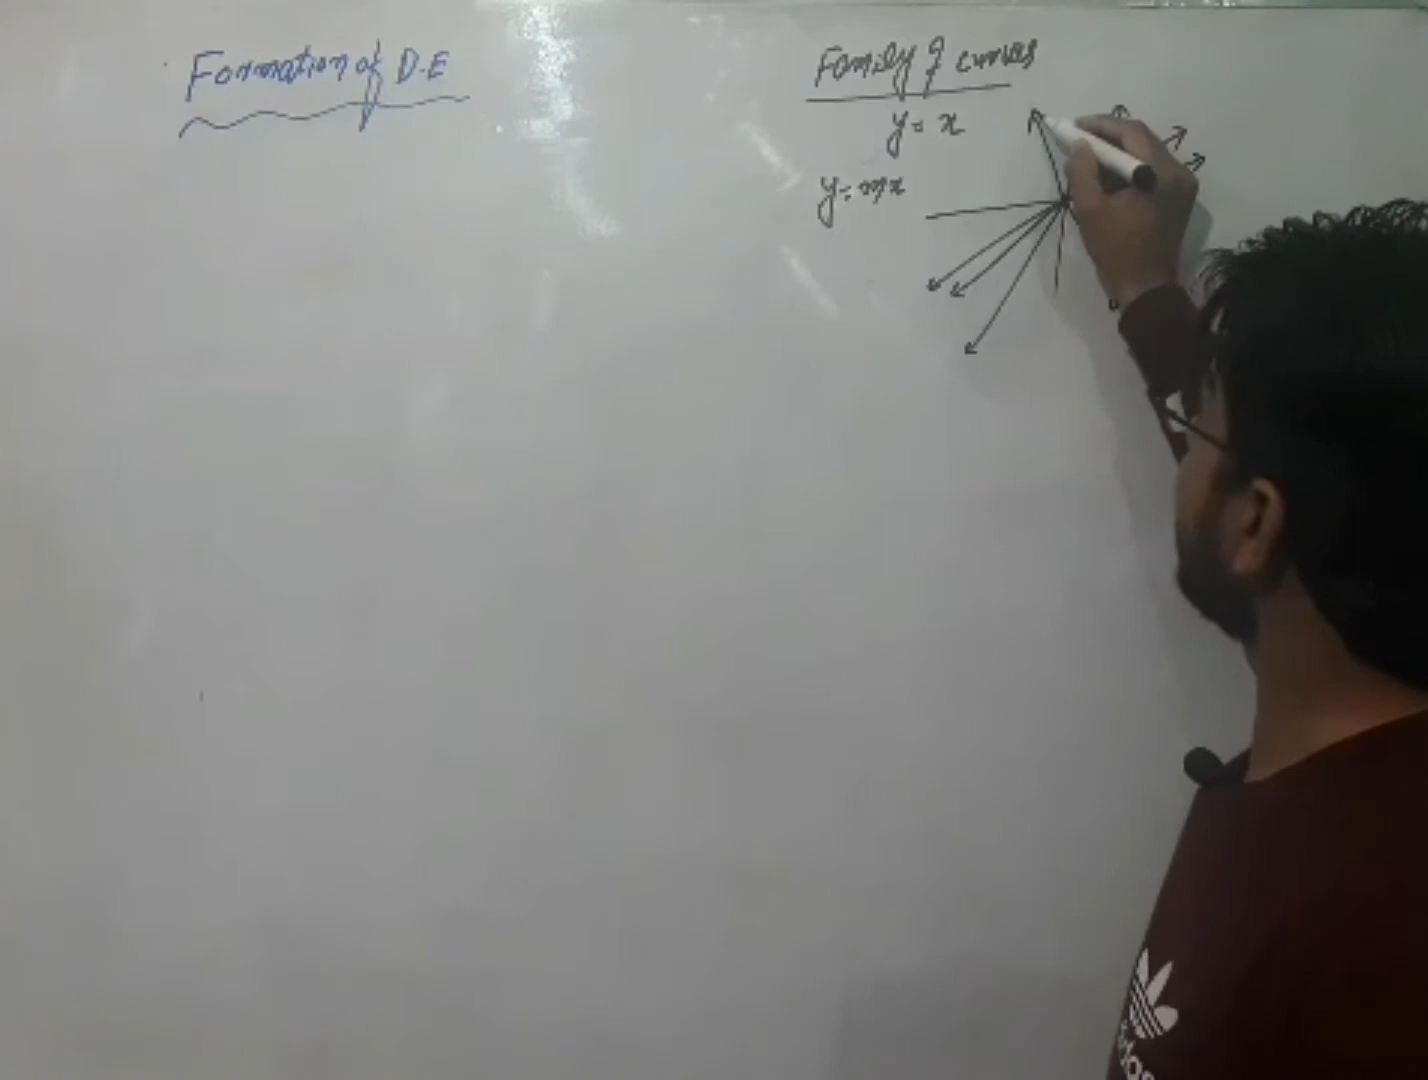 Formation of D.E
Family of curves
y = x
y = mx